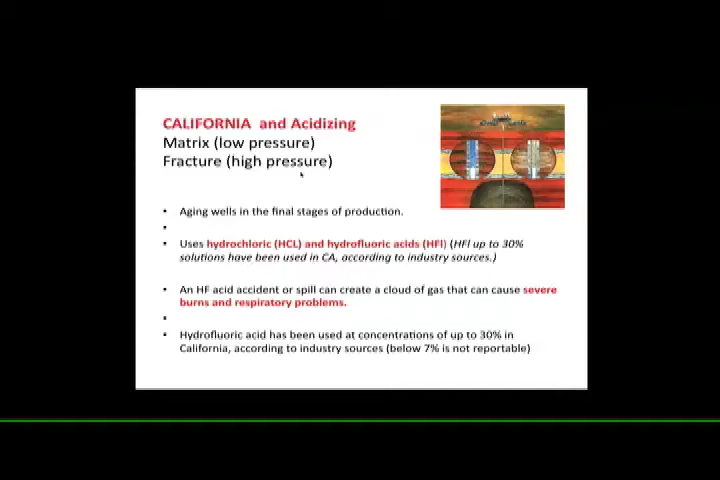 CALIFORNIA and Acidizing
Matrix (low pressure)
Fracture (high pressure)
• Aging wells in the final stages of production.
•
• Uses hydrochloric (HCL) and hydrofluoric acids (HFl) (HFl up to 30%
solutions have been used in CA, according to industry sources.)
• An HF acid accident or spill can create a cloud of gas that can cause severe
burns and respiratory problems.
•
• Hydrofluoric acid has been used at concentrations of up to 30% in
California, according to industry sources (below 7% is not reportable)